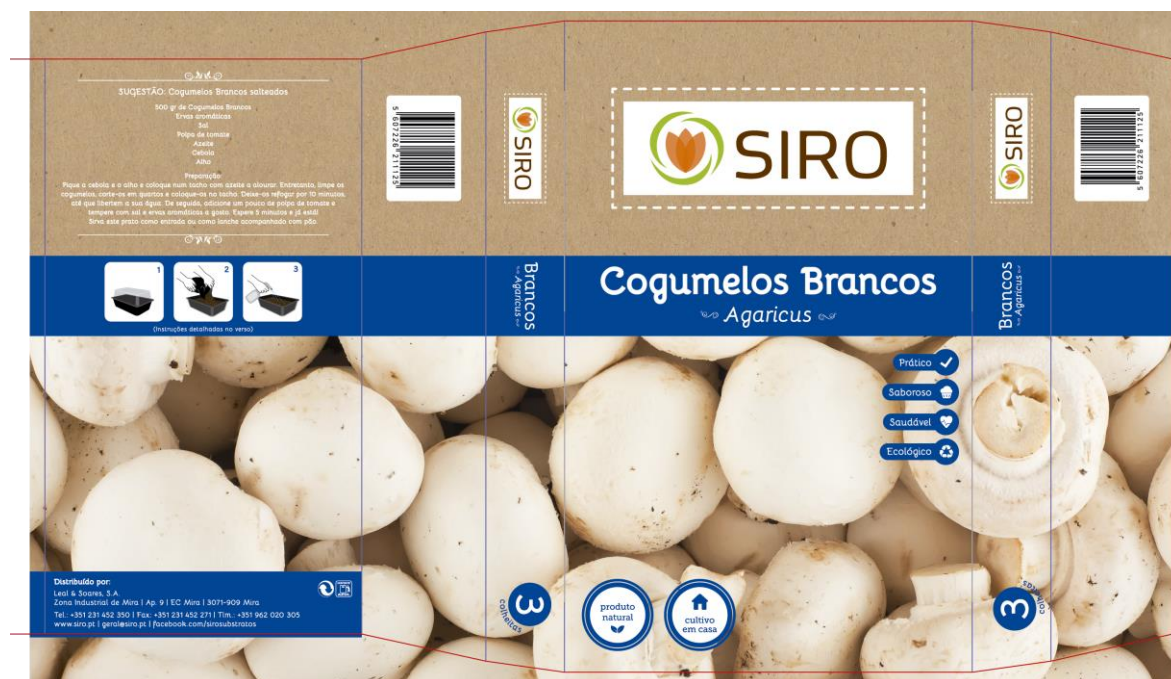 SUGESTÃO: Cogumelos Brancos salteados
500 gr de Cogumelos Brancos
Ervas aromáticas
Sal
Polpa de tomate
Azeite
Cebola
Alho
Preparação
Pique a cebola e o alho e coloque num tacho com azeite a alourar. Entretanto, limpe os
cogumelos, corte-os em quartos e coloque-os no tacho. Deixe-os refogar por 10 minutos,
até que libertem a sua água. De seguida, adicione um pouco de polpa de tomate e
tempere com sal e ervas aromáticas a gosto. Espere 5 minutos e já está!
Sirva este prato como entrada ou como lanche acompanhado com pão.
5 607226 211125
SIRO
SIRO
SIRO
5 607226 211125
1
2
3
(Instruções detalhadas no verso)
Brancos
Agaricus
Cogumelos Brancos
Agaricus
Brancos
Agaricus
Prático
Saboroso
Saudável
Ecológico
Distribuído por:
Leal & Soares, S.A.
Zona Industrial de Mira | Ap. 9 | EC Mira | 3071-909 Mira
Tel.: +351 231 452 350 | Fax: +351 231 452 271 | Tlm.: +351 962 020 305
www.siro.pt | geral@siro.pt | facebook.com/sirosubstratos
3
colheitas
produto
natural
cultivo
em casa
3
colheitas